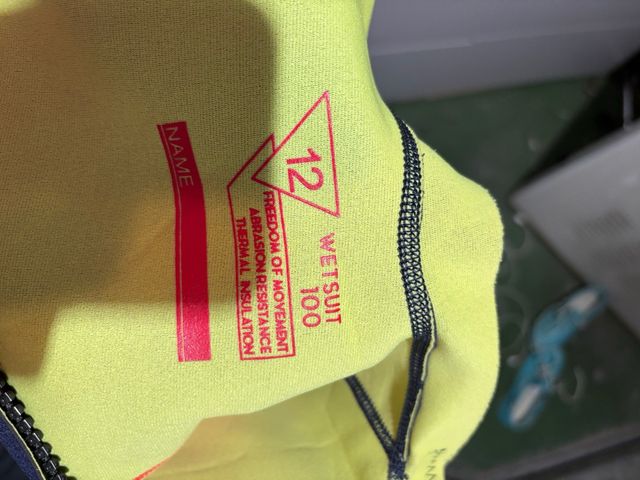 NAME
12
WETSUIT
100
FREEDOM OF MOVEMENT
ABRASION RESISTANCE
THERMAL INSULATION